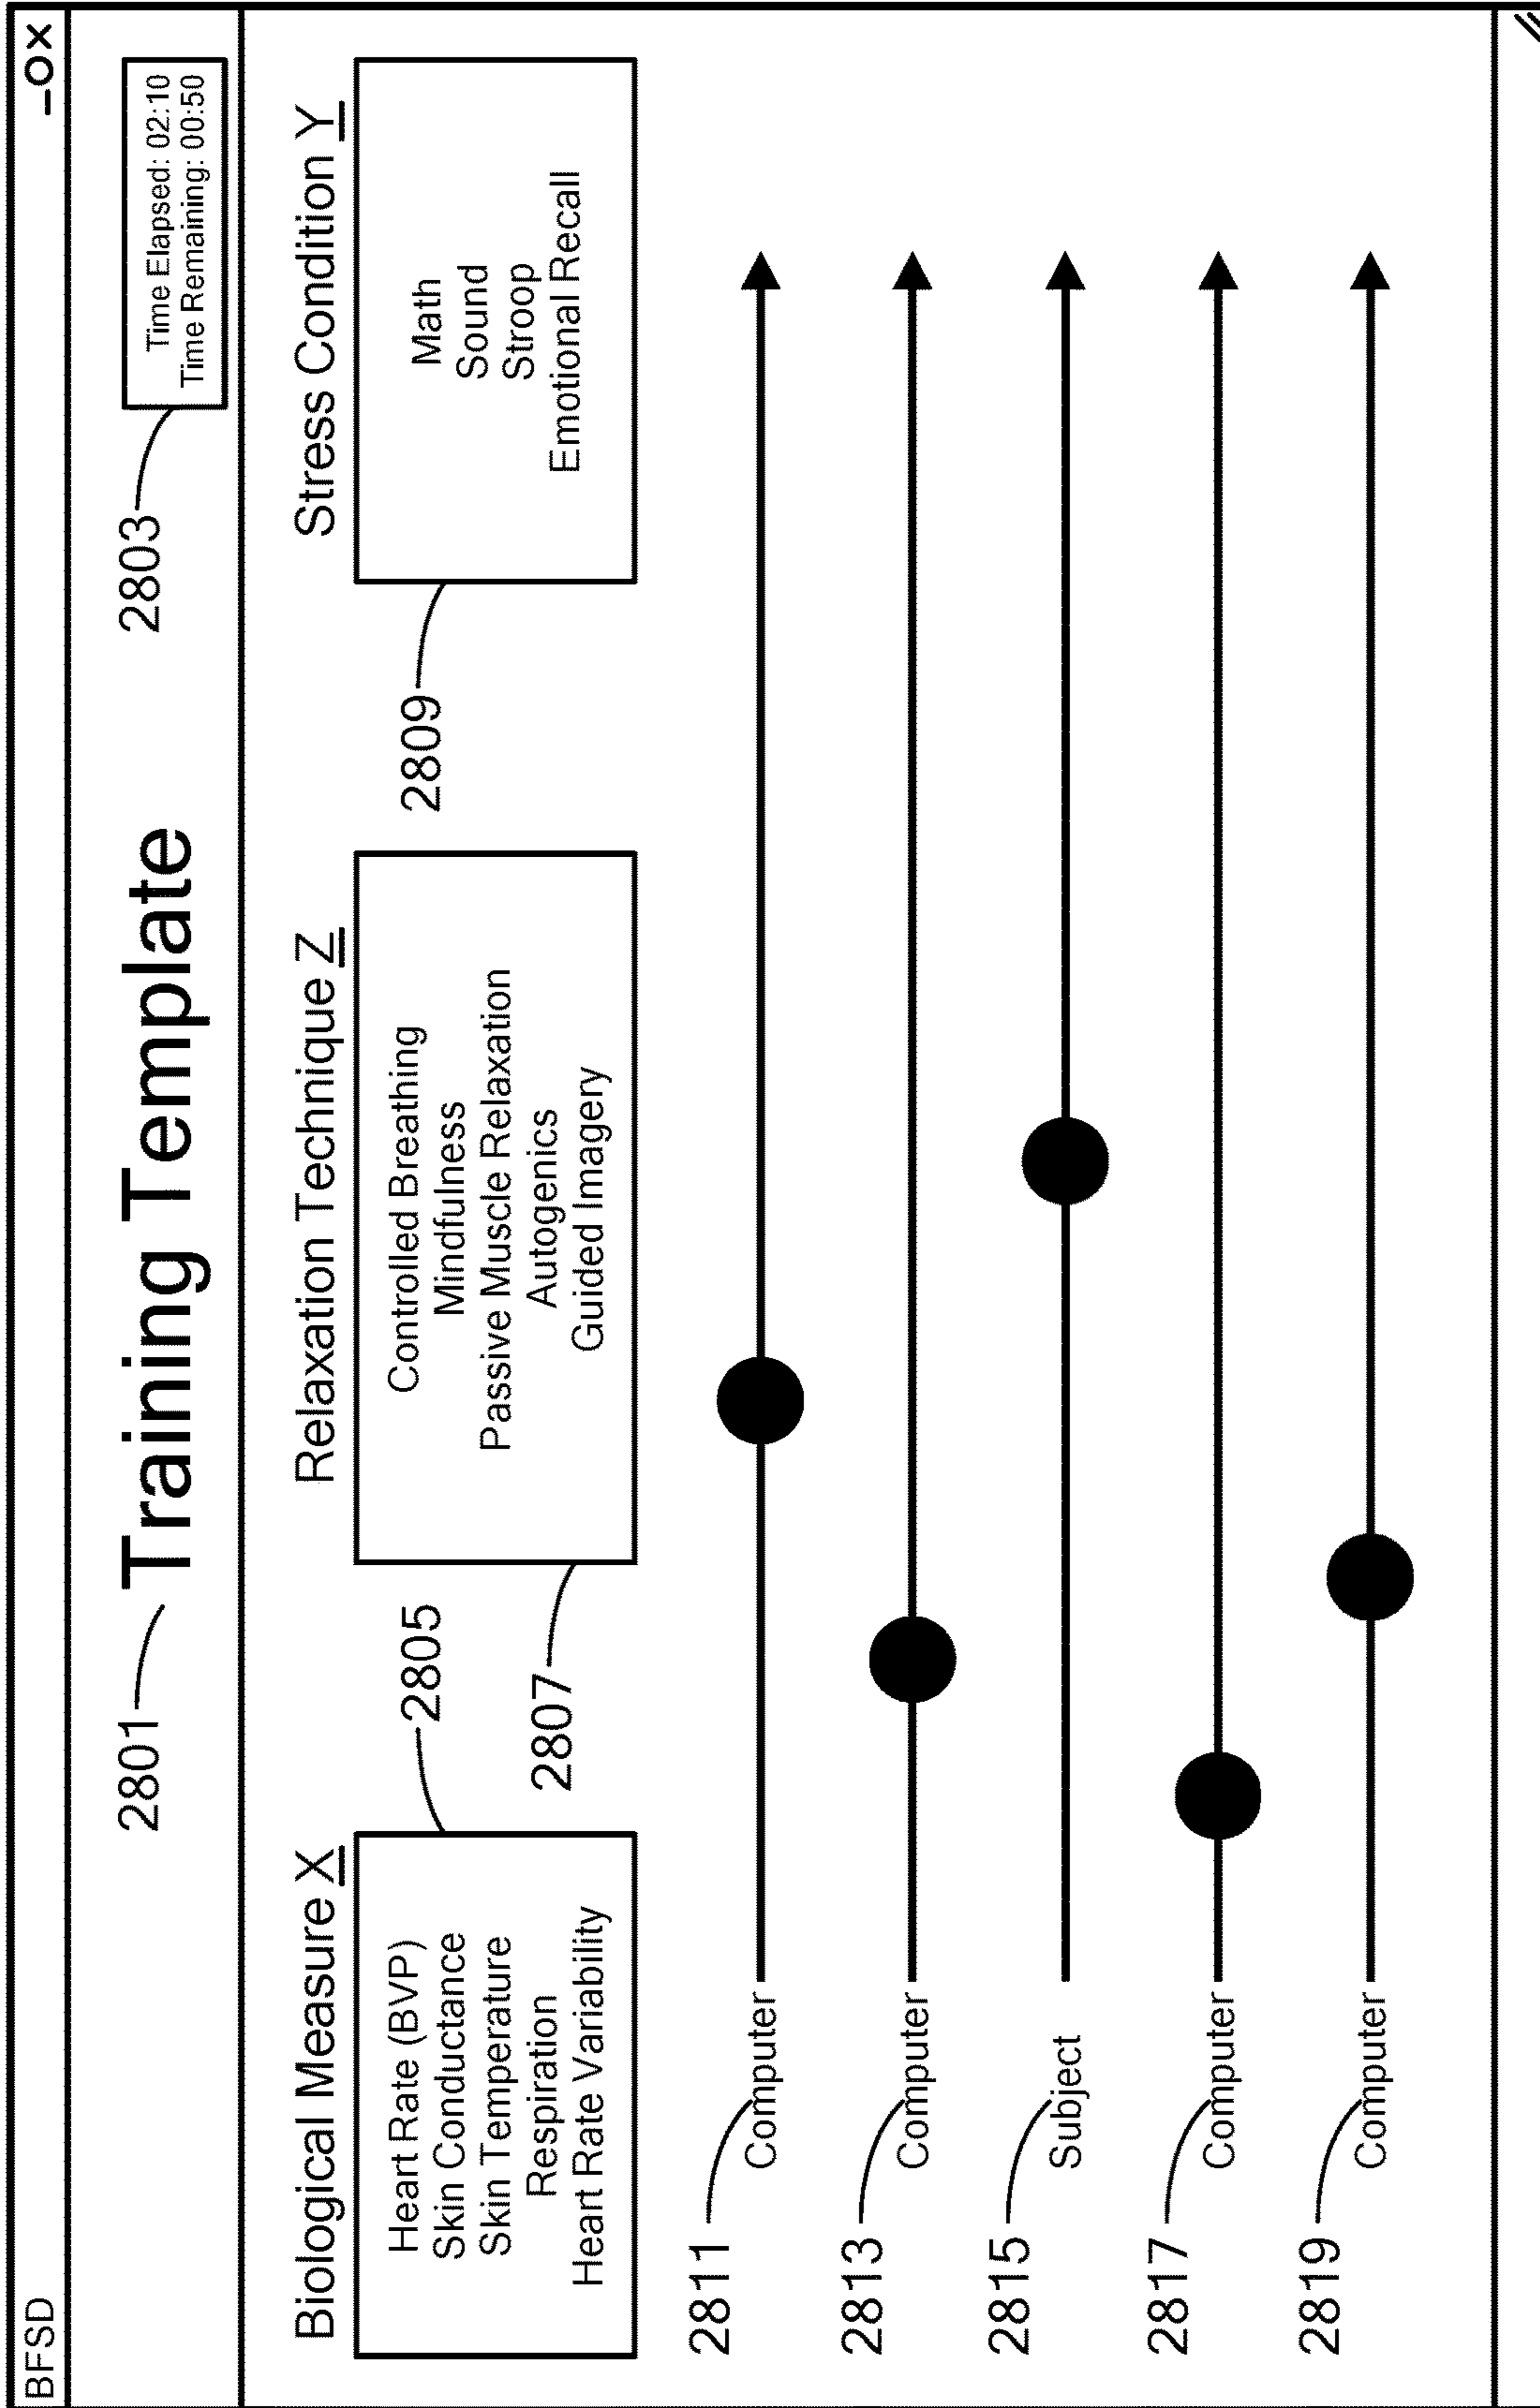 BFSD
_OX
2801
Training Template
2803
Time Elapsed: 02:10
Time Remaining: 00:50
Biological Measure X
Heart Rate (BVP)
Skin Conductance
Skin Temperature
Respiration
Heart Rate Variability
2805
2807
Relaxation Technique Z
Controlled Breathing
Mindfulness
Passive Muscle Relaxation
Autogenics
Guided Imagery
2809
Stress Condition Y
Math
Sound
Stroop
Emotional Recall
2811
Computer
2813
Computer
2815
Subject
2817
Computer
2819
Computer